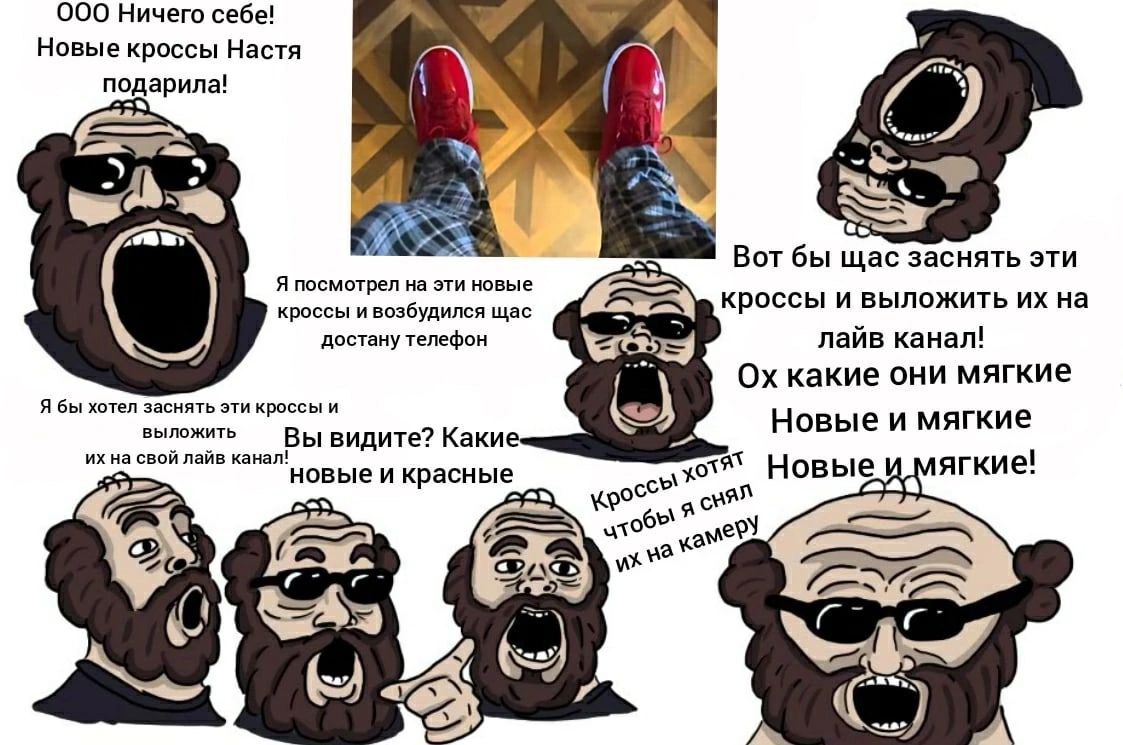 ООО Ничего себе!
Новые кроссы Настя
подарила!
Я посмотрел на эти новые
кроссы и возбудился щас
достану телефон
Вот бы щас заснять эти
кроссы и выложить их на
лайв канал!
Ох какие они мягкие
Новые и мягкие
Новые и мягкие!
Я бы хотел заснять эти кроссы и
выложить
их на свой лайв канал!
Вы видите? Какие
новые и красные
Кроссы хотят
чтобы я снял
их на камеру